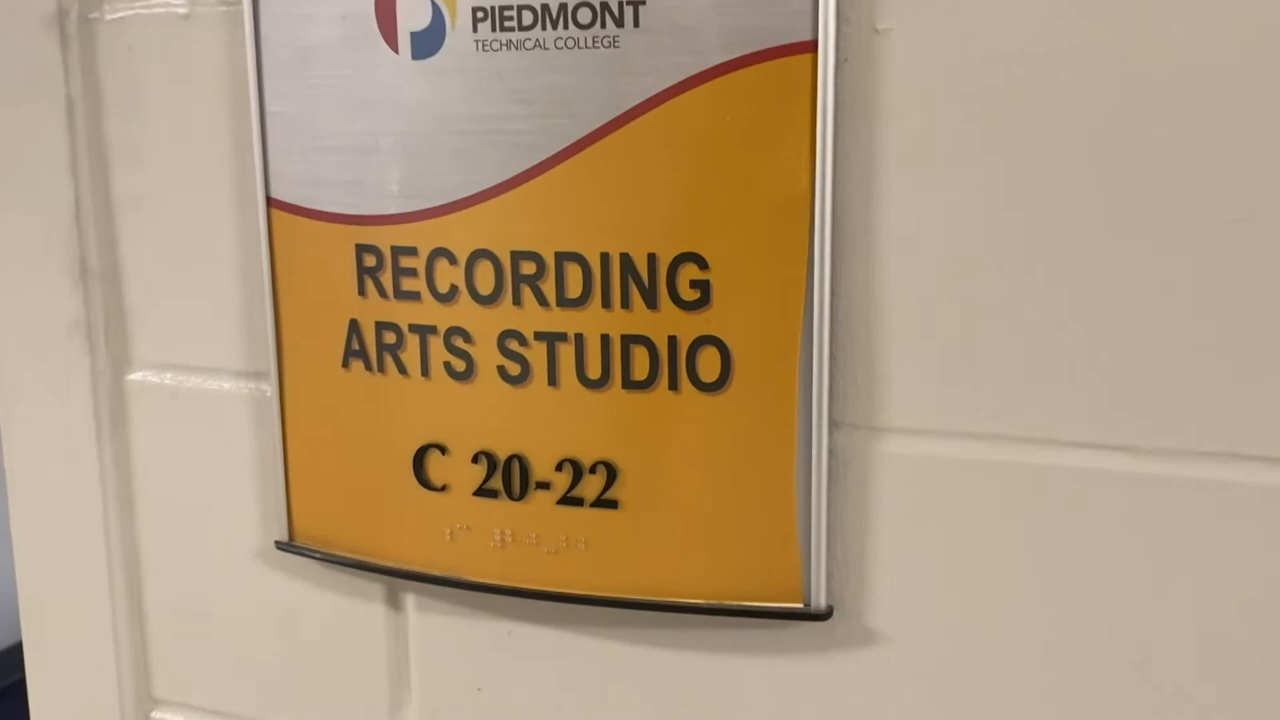 PIEDMONT
TECHNICAL COLLEGE
RECORDING
ARTS STUDIO
C 20-22